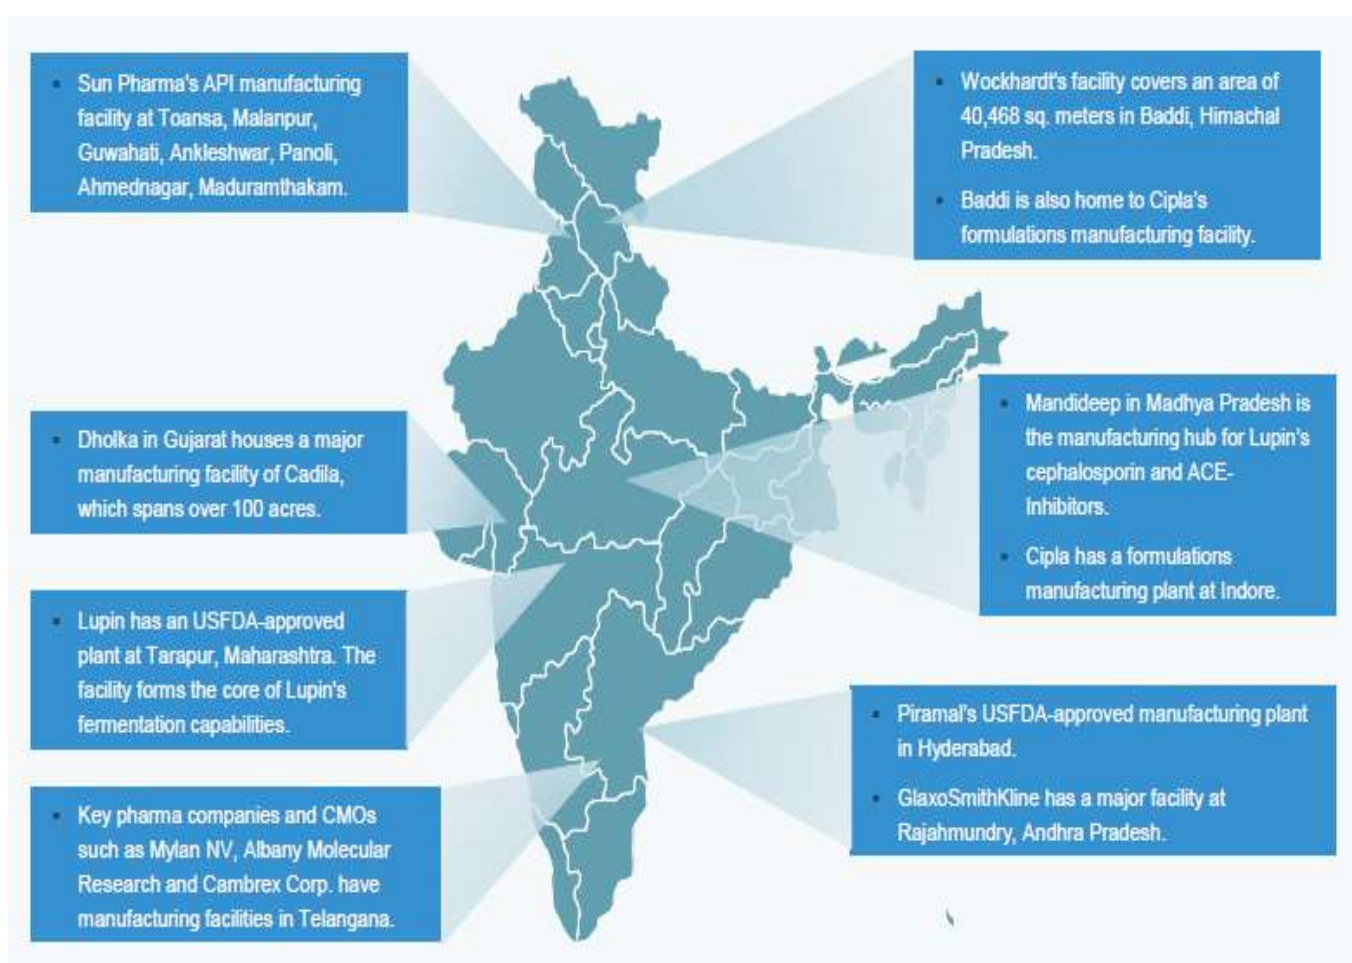 Sun Pharma's API manufacturing
facility at Toansa, Malanpur,
Guwahati, Ankleshwar, Panoli,
Ahmednagar, Maduramthakam.
Wockhardt's facility covers an area of
40,468 sq. meters in Baddi, Himachal
Pradesh.
Baddi is also home to Cipla's
formulations manufacturing facility.
Dholka in Gujarat houses a major
manufacturing facility of Cadila,
which spans over 100 acres.
Mandideep in Madhya Pradesh is
the manufacturing hub for Lupin's
cephalosporin and ACE-
Inhibitors.
Cipla has a formulations
manufacturing plant at Indore.
Lupin has an USFDA-approved
plant at Tarapur, Maharashtra. The
facility forms the core of Lupin's
fermentation capabilities.
Piramal's USFDA-approved manufacturing plant
in Hyderabad.
GlaxoSmithKline has a major facility at
Rajahmundry, Andhra Pradesh.
Key pharma companies and CMOs
such as Mylan NV, Albany Molecular
Research and Cambrex Corp. have
manufacturing facilities in Telangana.